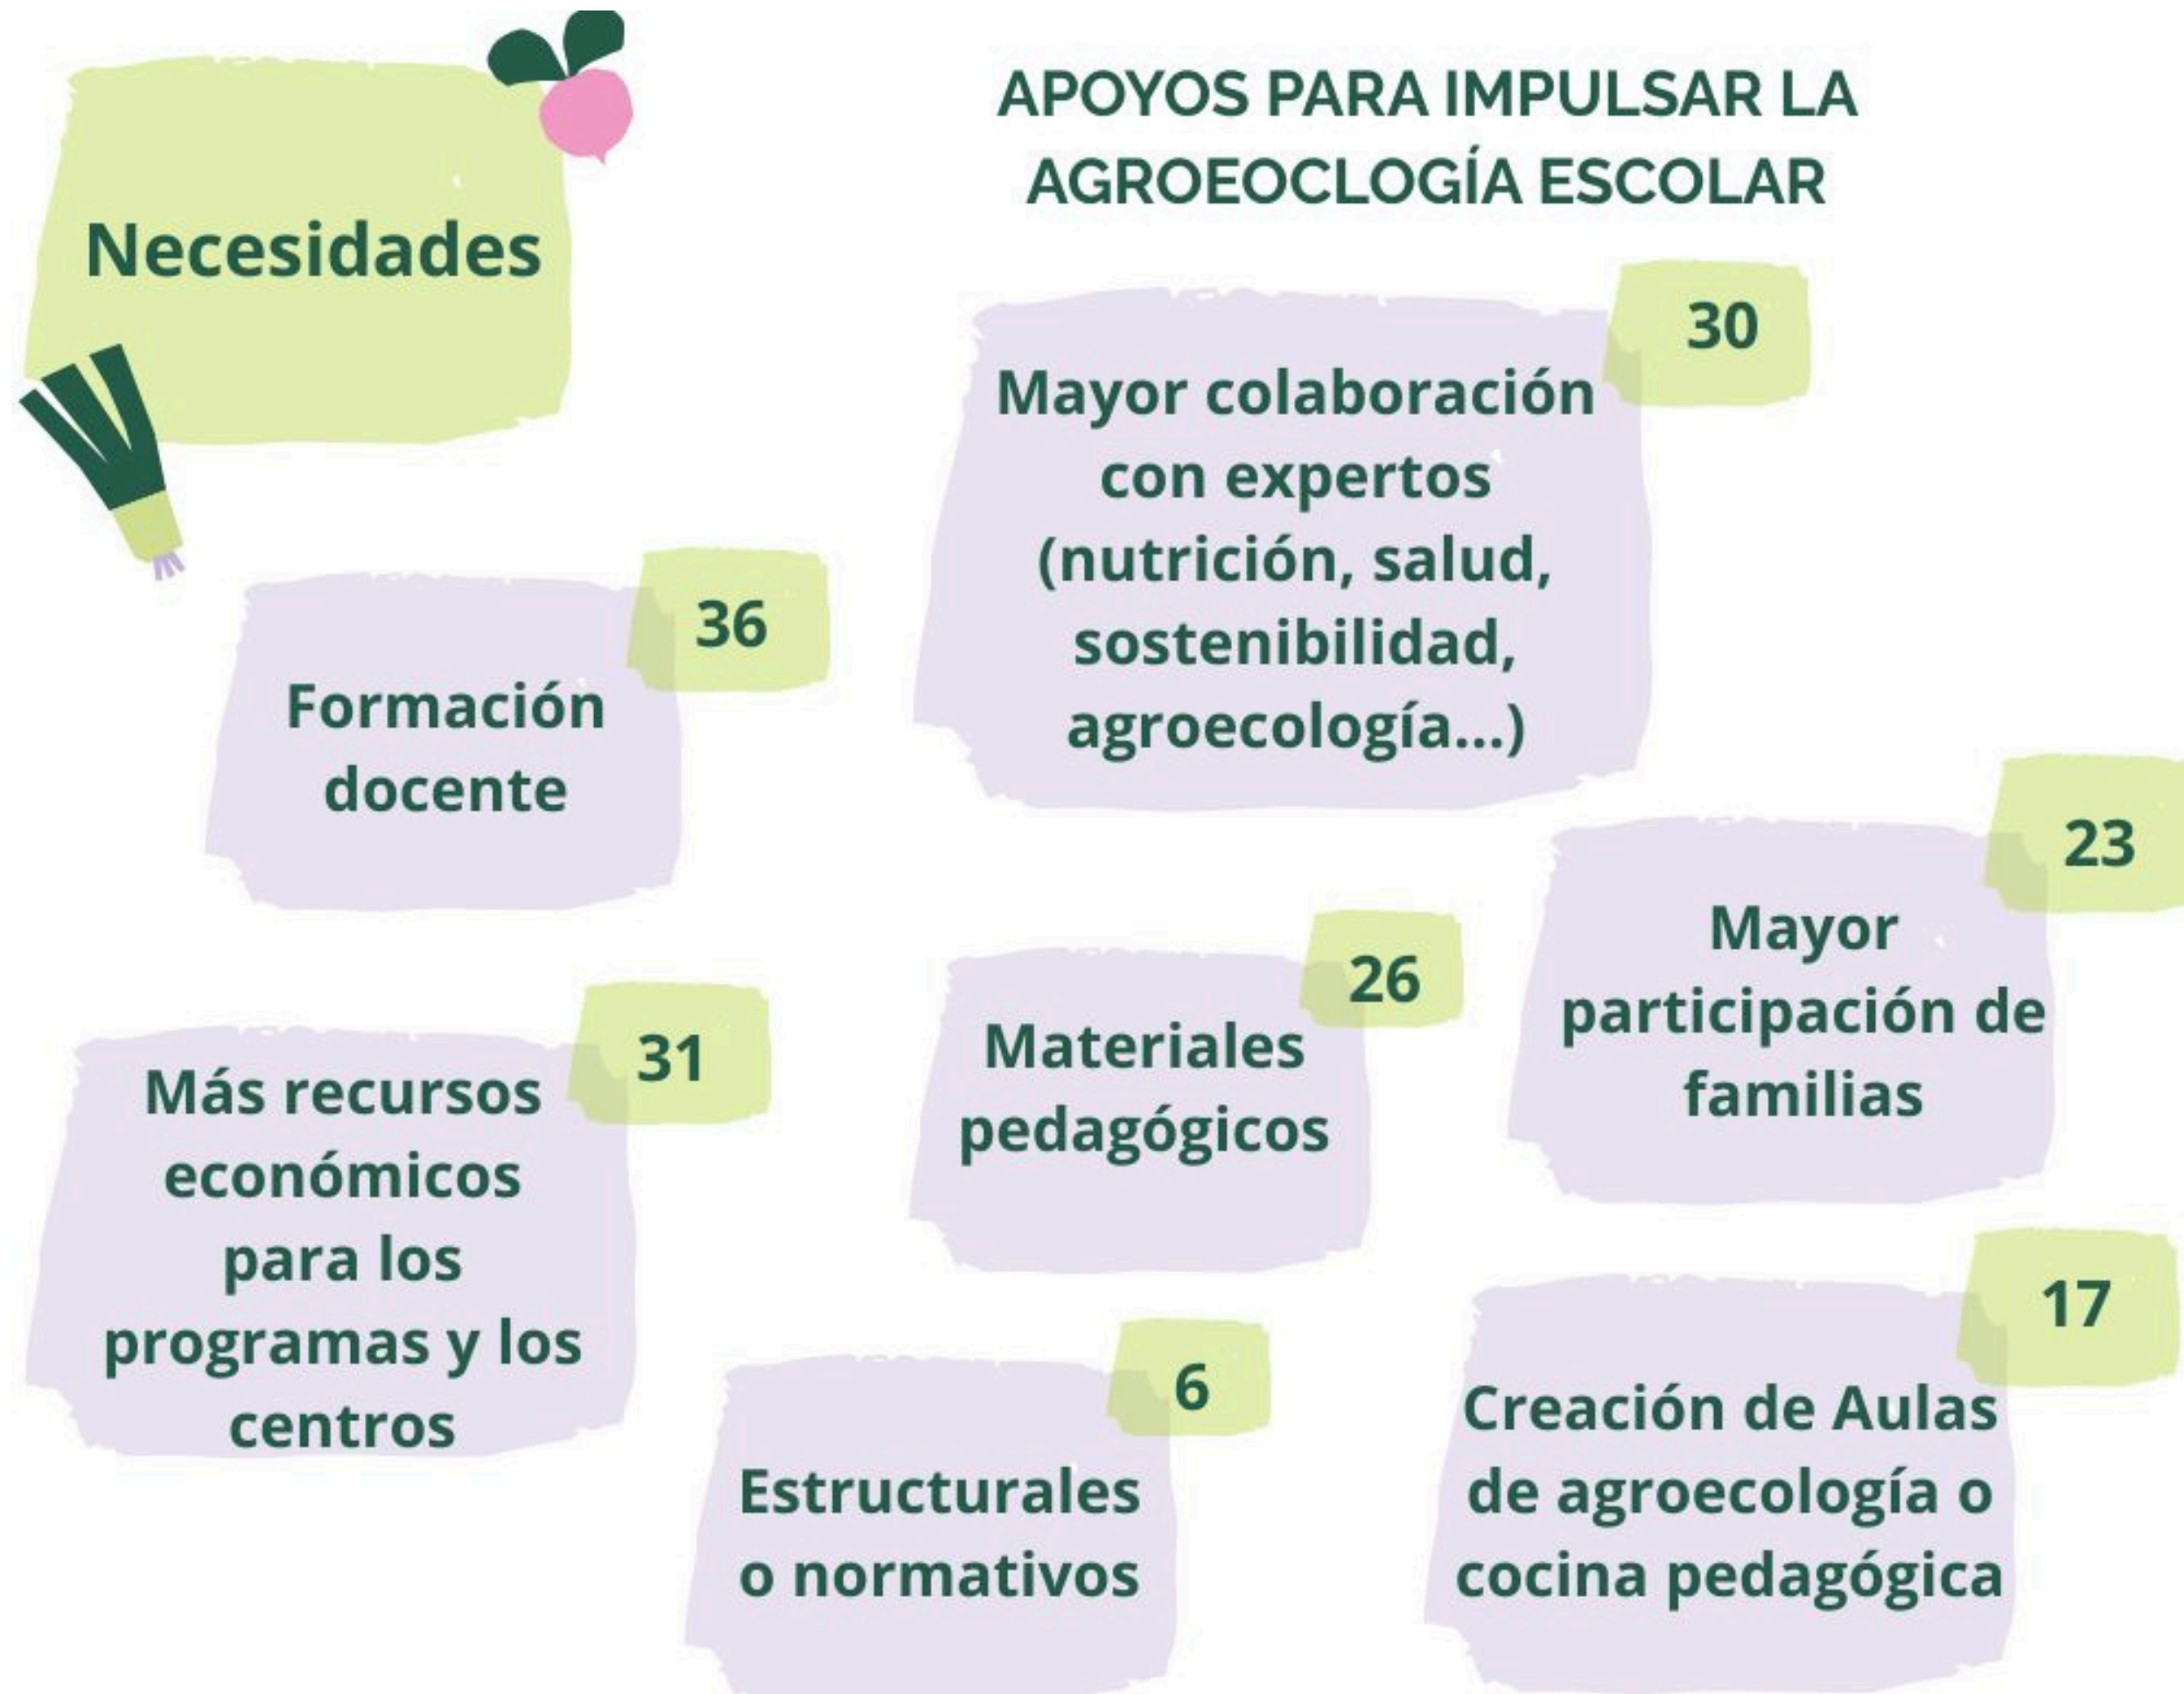 Necesidades
APOYOS PARA IMPULSAR LA
AGROEOCLOGÍA ESCOLAR
30
Mayor colaboración
con expertos
(nutrición, salud,
sostenibilidad,
agroecología...)
36
Formación
docente
23
Mayor
participación de
familias
26
Materiales
pedagógicos
31
Más recursos
económicos
para los
programas y los
centros
17
Creación de Aulas
de agroecología o
cocina pedagógica
6
Estructurales
o normativos